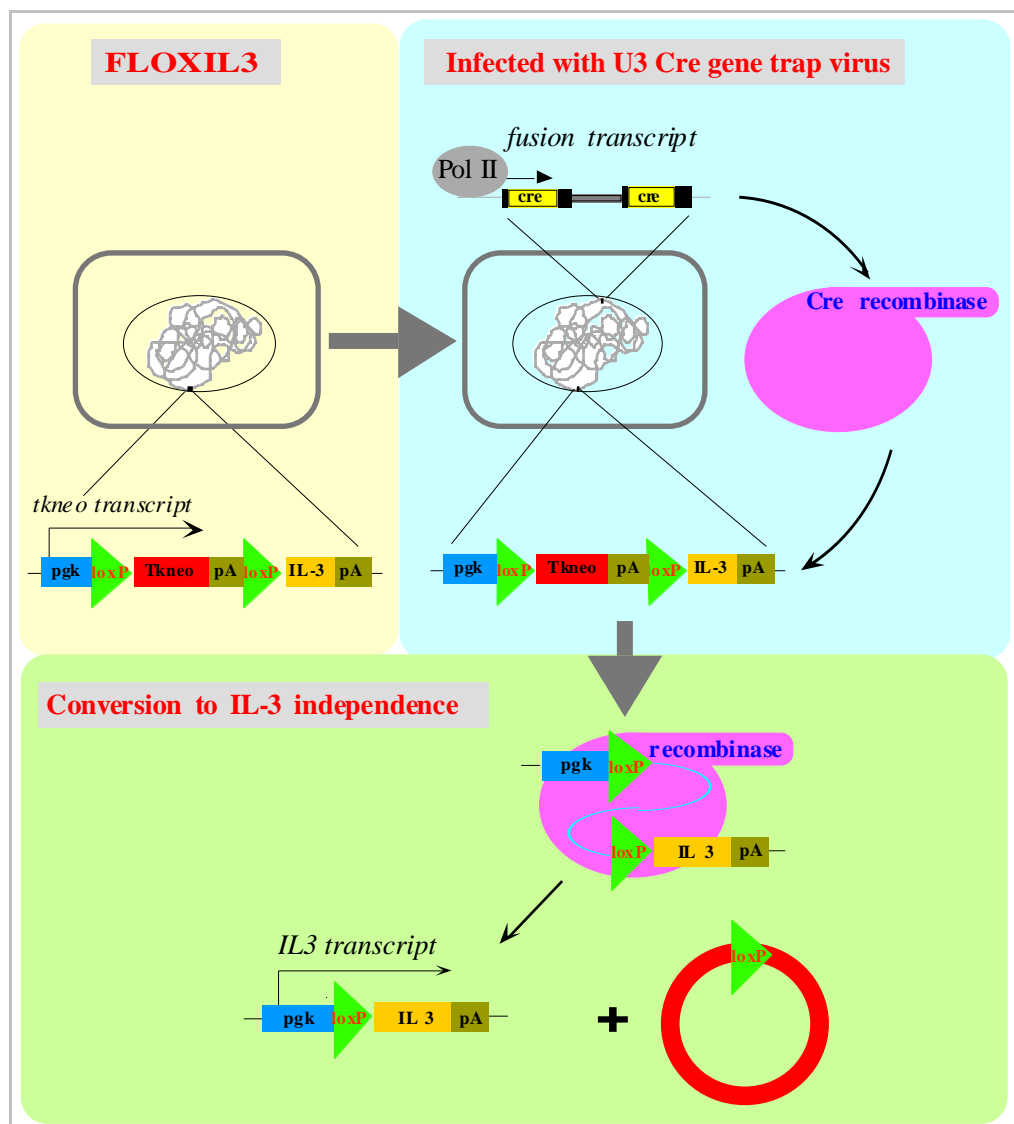 FLOXIL3
Infected with U3 Cre gene trap virus
fusion transcript
Pol II
cre cre
Cre recombinase
tkneo transcript
pgk loxP Tkneo pA loxP IL-3 pA
pgk loxP Tkneo pA loxP IL-3 pA
Conversion to IL-3 independence
recombinase
pgk loxP
loxP IL 3 pA
IL3 transcript
loxP
pgk loxP IL 3 pA
+